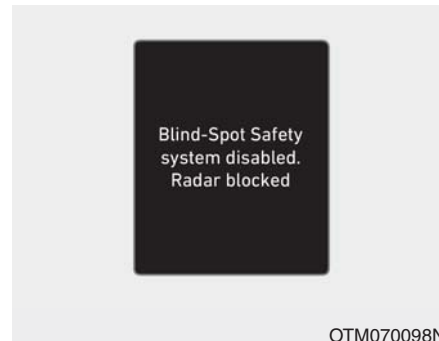 Blind-Spot Safety
system disabled.
Radar blocked
OTM070098N